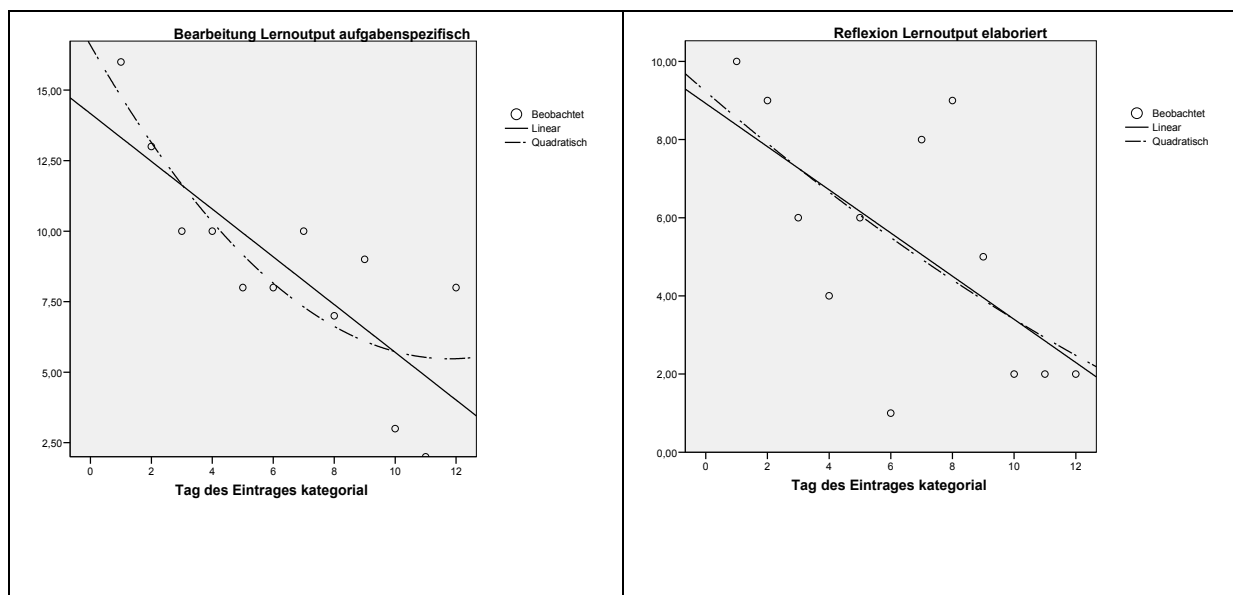 Bearbeitung Lernoutput aufgabenspezifisch
15,00
12,50
10,00
7,50
5,00
2,50
0 2 4 6 8 10 12
Tag des Eintrages kategorial
Beobachtet
Linear
Quadratisch
Reflexion Lernoutput elaboriert
10,00
8,00
6,00
4,00
2,00
0,00
0 2 4 6 8 10 12
Tag des Eintrages kategorial
Beobachtet
Linear
Quadratisch